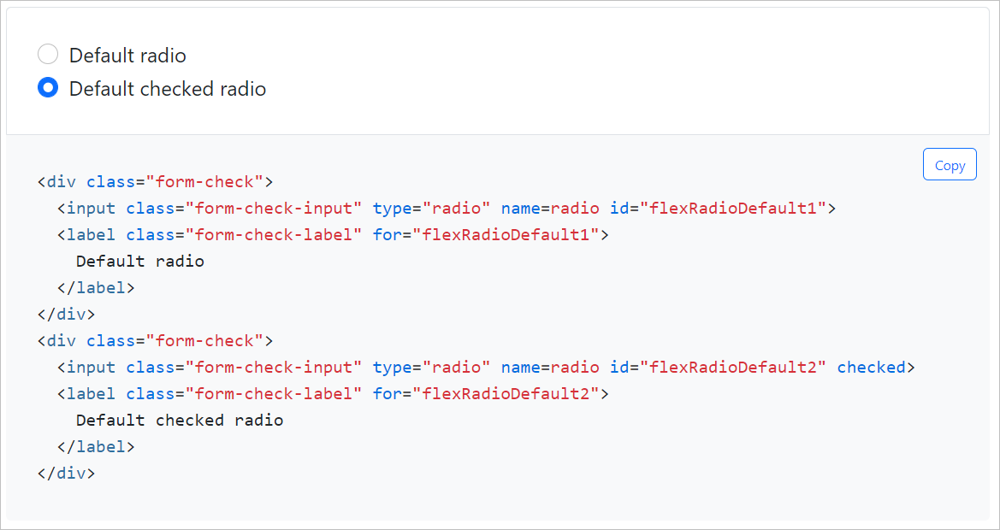 Default radio
Default checked radio
Copy
<div class="form-check">
  <input class="form-check-input" type="radio" name=radio id="flexRadioDefault1">
  <label class="form-check-label" for="flexRadioDefault1">
    Default radio
  </label>
</div>
<div class="form-check">
  <input class="form-check-input" type="radio" name=radio id="flexRadioDefault2" checked>
  <label class="form-check-label" for="flexRadioDefault2">
    Default checked radio
  </label>
</div>